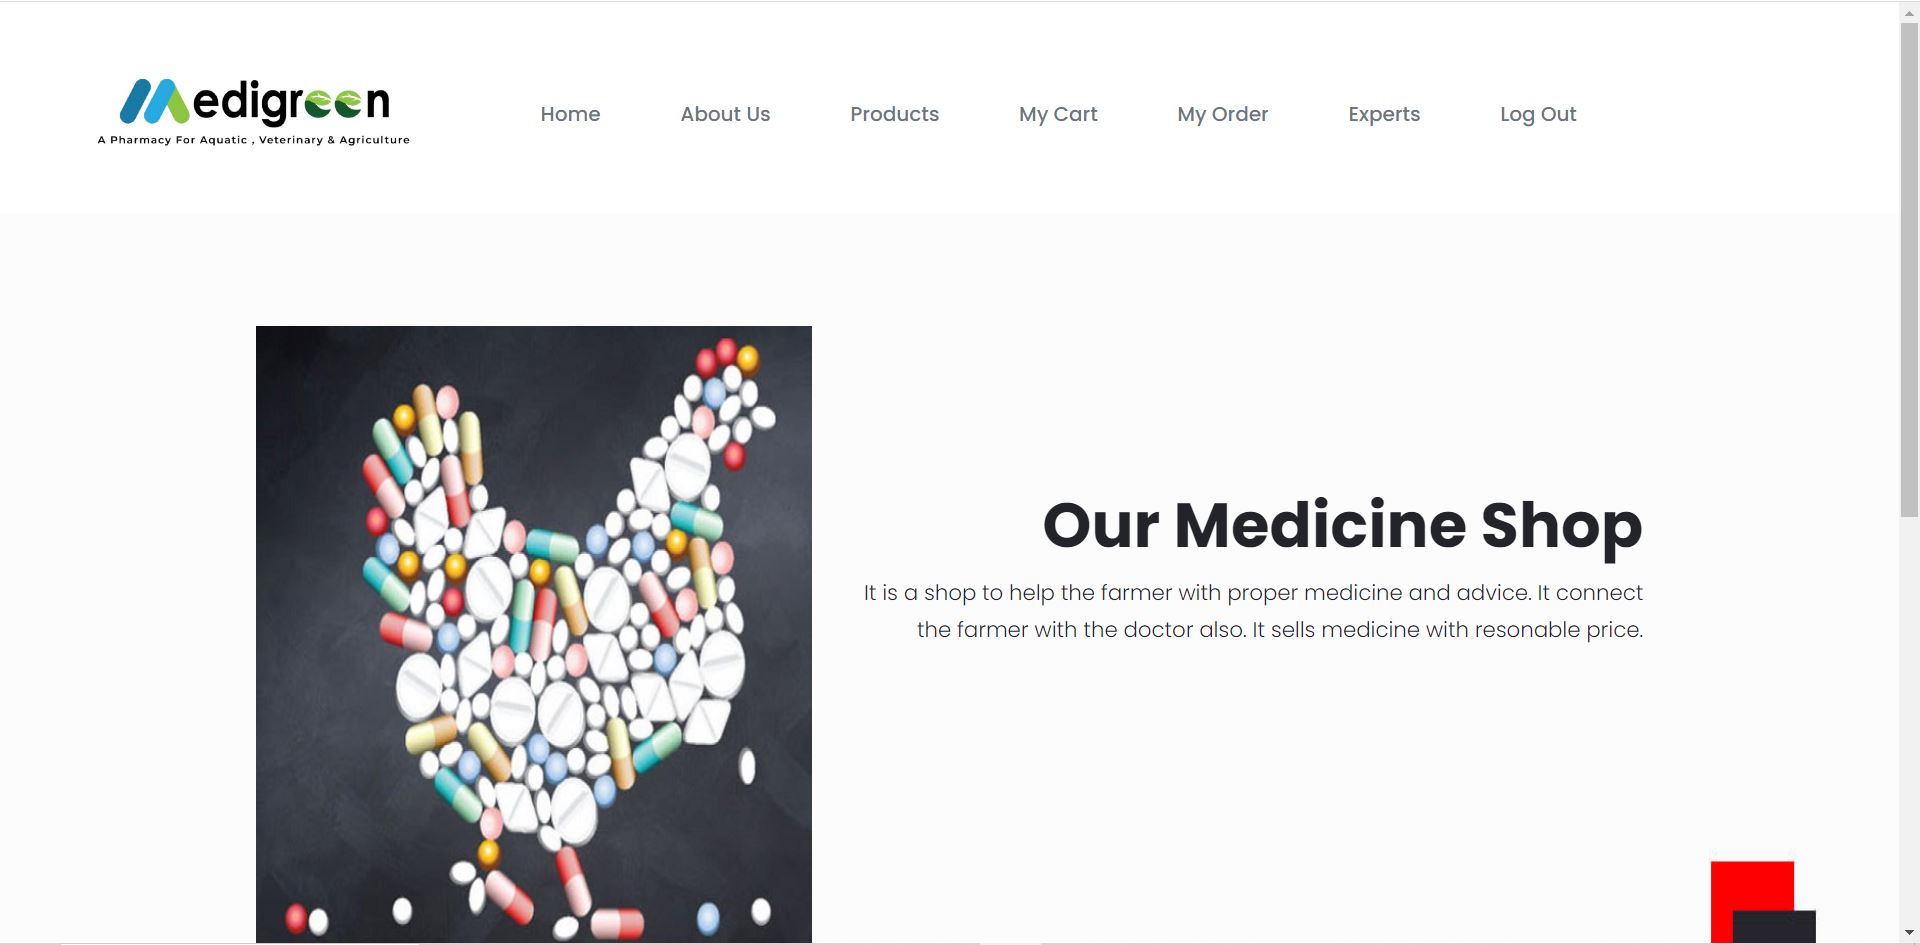 Medigreen
A Pharmacy For Aquatic , Veterinary & Agriculture
Home
About Us
Products
My Cart
My Order
Experts
Log Out
Our Medicine Shop
It is a shop to help the farmer with proper medicine and advice. It connect
the farmer with the doctor also. It sells medicine with resonable price.